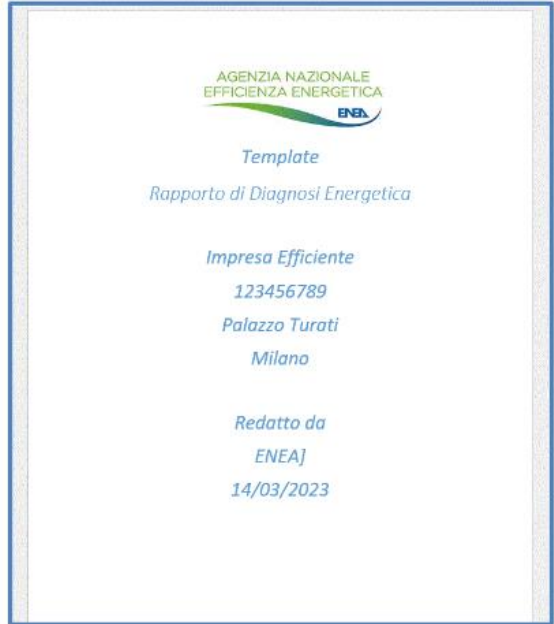 AGENZIA NAZIONALE
EFFICIENZA ENERGETICA
ENEA
Template
Rapporto di Diagnosi Energetica
Impresa Efficiente
123456789
Palazzo Turati
Milano
Redatto da
ENEA]
14/03/2023